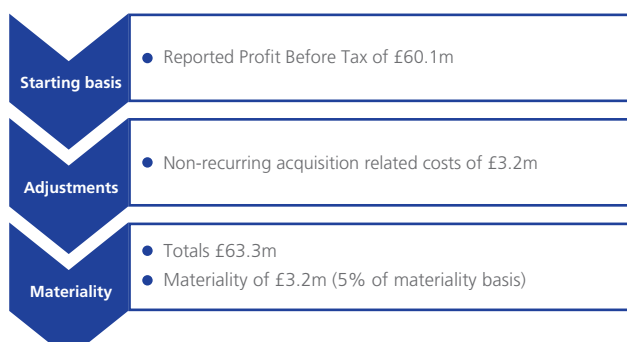 Starting basis
Reported Profit Before Tax of £60.1m
Adjustments
Non-recurring acquisition related costs of £3.2m
Materiality
Totals £63.3m
Materiality of £3.2m (5% of materiality basis)